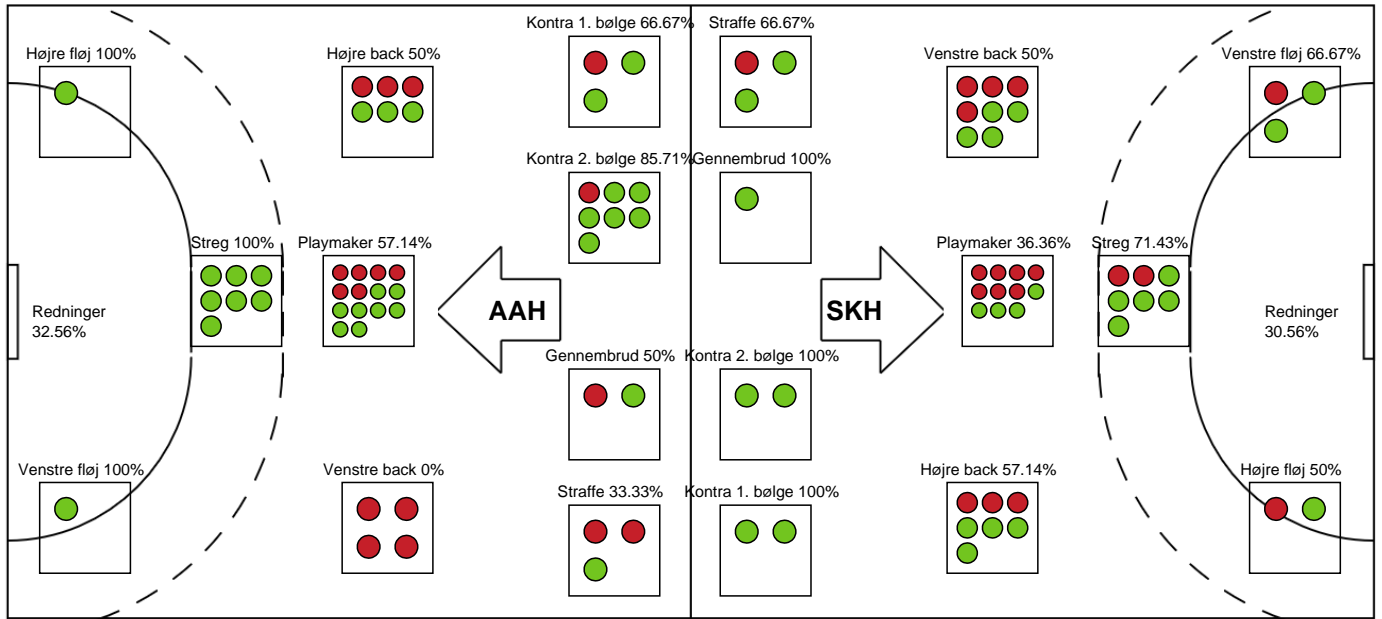 Kontra 1. bølge 66.67%
Straffe 66.67%
Højre fløj 100%
Højre back 50%
Venstre back 50%
Venstre fløj 66.67%
Kontra 2. bølge 85.71%
Gennembrud 100%
Streg 100%
Playmaker 57.14%
Playmaker 36.36%
Streg 71.43%
Redninger
32.56%
AAH
SKH
Redninger
30.56%
Gennembrud 50%
Kontra 2. bølge 100%
Venstre fløj 100%
Venstre back 0%
Højre back 57.14%
Højre fløj 50%
Straffe 33.33%
Kontra 1. bølge 100%